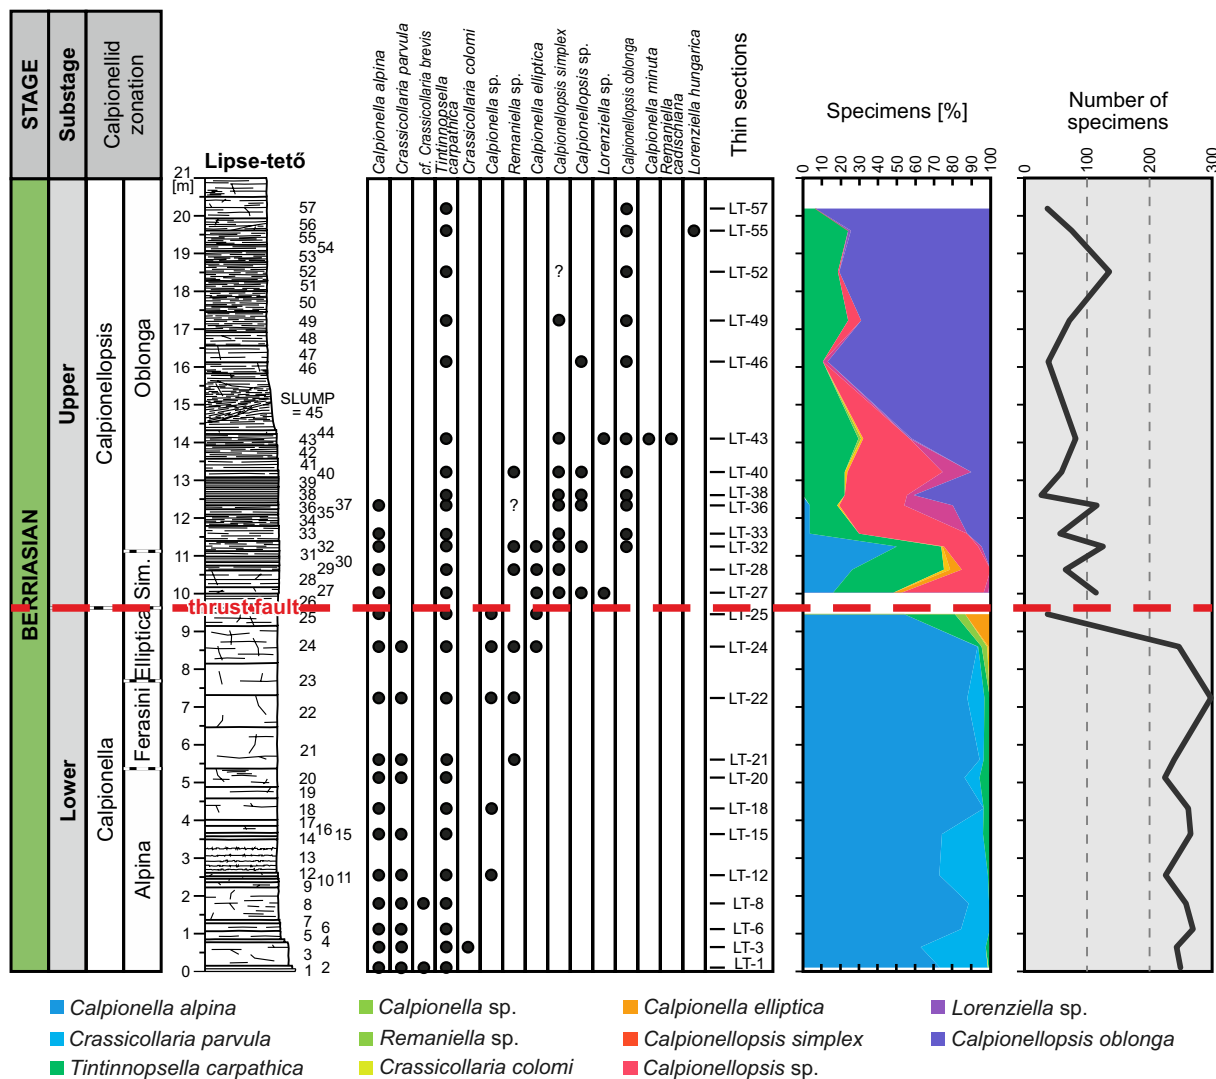 STAGE
Substage
Calpionellid
zonation
Lipse-tető
Calpionella alpina
Crassicollaria parvula
cf. Crassicollaria brevis
Tintinnopsella
carpathica
Crassicollaria colomi
Calpionella sp.
Remaniella sp.
Calpionella elliptica
Calpionellopsis simplex
Calpionellopsis sp.
Lorenziella sp.
Calpionellopsis oblonga
Calpionella minuta
Remaniella
cadischiana
Lorenziella hungarica
Thin sections
Specimens [%]
0 10 20 30 40 50 60 70 80 90 100
Number of
specimens
0 100 200 300
BERRIASIAN
Upper
Lower
Calpionellopsis
Calpionella
Oblonga
Sim.
Elliptica
Ferasini
Alpina
21
[m]
20
19
18
17
16
15
14
13
12
11
10
9
8
7
6
5
4
3
2
1
0
57
56
55 54
53
52
51
50
49
48
47
46
SLUMP
= 45
43 44
42
41
40
39
38
36 35 37
34
33
31 32
30
29
28
27
26
thrust fault
25
24
23
22
21
20
19
18
17
16 15
14
13
12 10 11
9
8
7
6
5 4
3
1 2
? ?
LT-57
LT-55
LT-52
LT-49
LT-46
LT-43
LT-40
LT-38
LT-36
LT-33
LT-32
LT-28
LT-27
LT-25
LT-24
LT-22
LT-21
LT-20
LT-18
LT-15
LT-12
LT-8
LT-6
LT-3
LT-1
Calpionella alpina
Crassicollaria parvula
Tintinnopsella carpathica
Calpionella sp.
Remaniella sp.
Crassicollaria colomi
Calpionella elliptica
Calpionellopsis simplex
Calpionellopsis sp.
Lorenziella sp.
Calpionellopsis oblonga